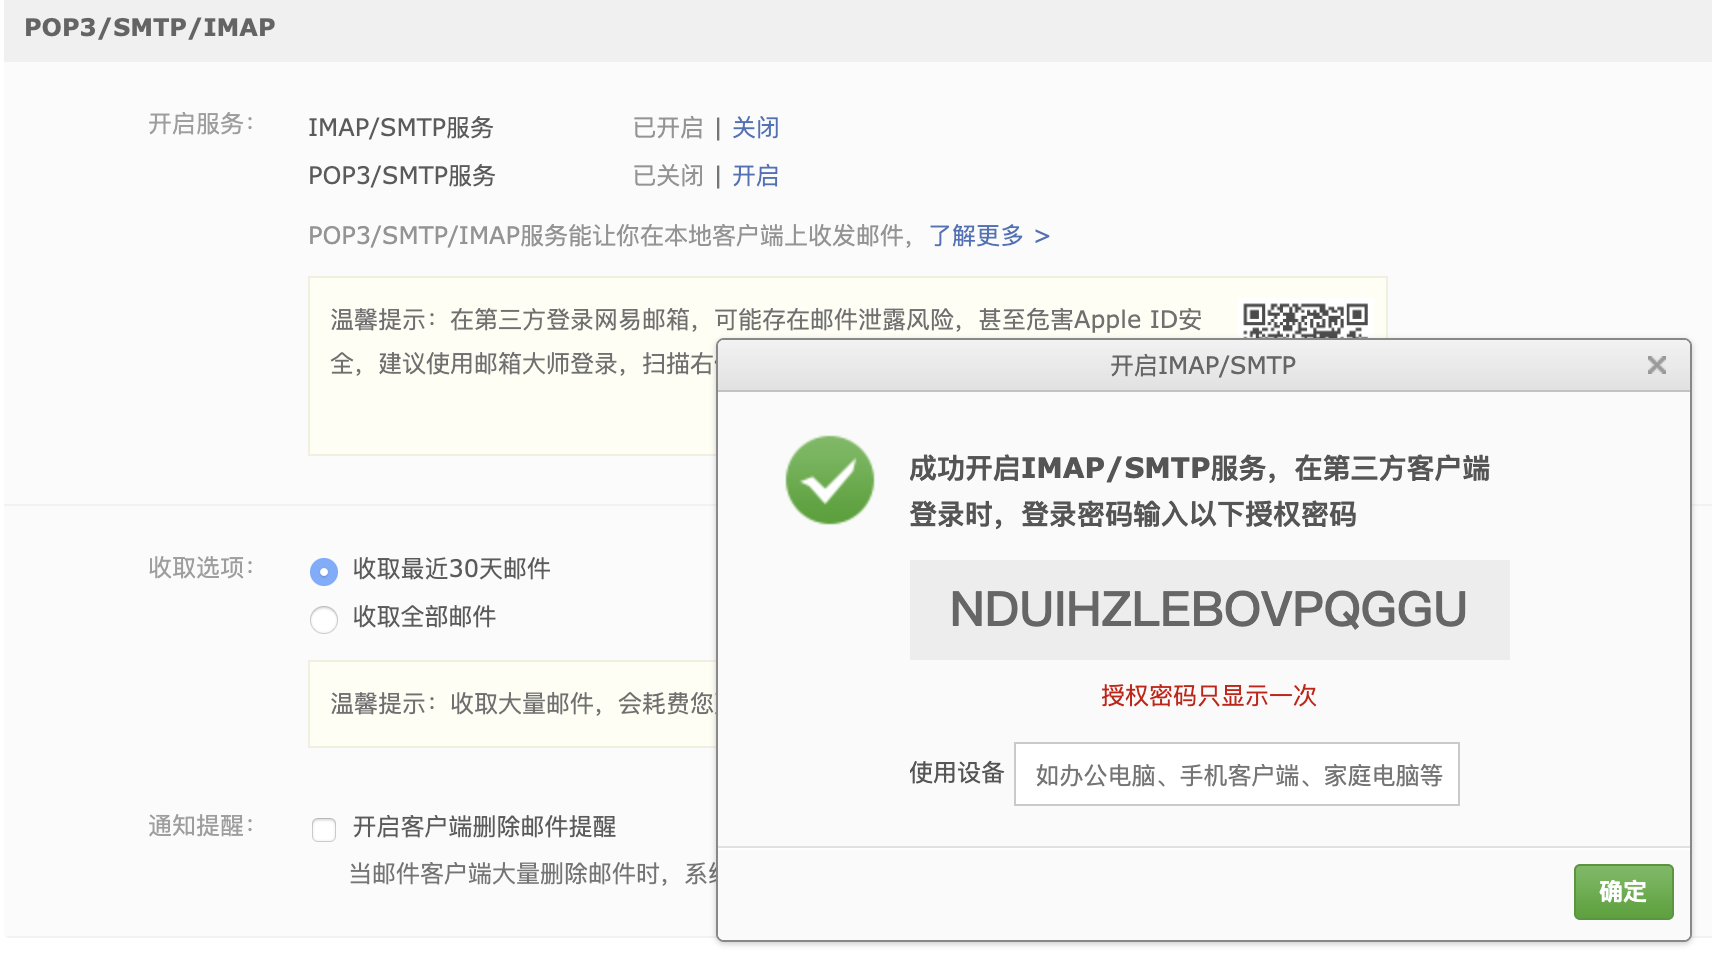 POP3/SMTP/IMAP
开启服务：
IMAP/SMTP服务
已开启 | 关闭
POP3/SMTP服务
已关闭 | 开启
POP3/SMTP/IMAP服务能让你在本地客户端上收发邮件，了解更多 >
温馨提示：在第三方登录网易邮箱，可能存在邮件泄露风险，甚至危害Apple ID安
全，建议使用邮箱大师登录，扫描右
收取选项：
收取最近30天邮件
收取全部邮件
温馨提示：收取大量邮件，会耗费您
通知提醒：
开启客户端删除邮件提醒
当邮件客户端大量删除邮件时，系统
开启IMAP/SMTP
成功开启IMAP/SMTP服务，在第三方客户端
登录时，登录密码输入以下授权密码
NDUIHZLEBOVPQGGU
授权密码只显示一次
使用设备
如办公电脑、手机客户端、家庭电脑等
确定